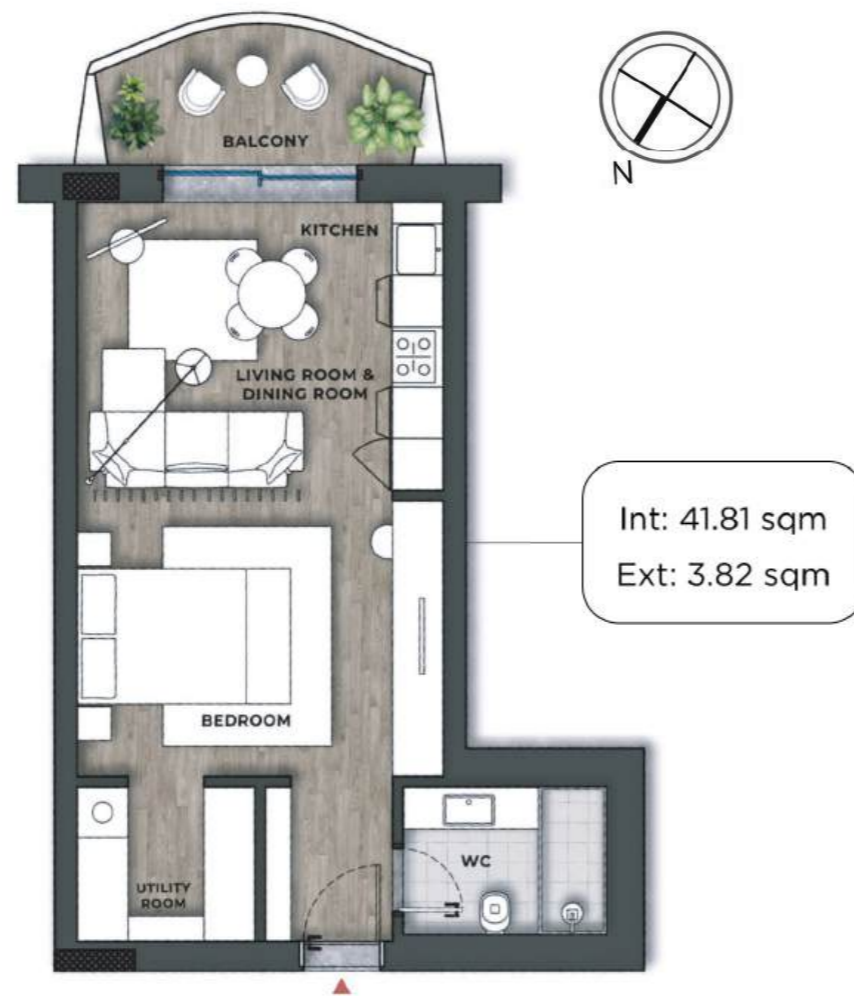 BALCONY
N
KITCHEN
LIVING ROOM &
DINING ROOM
Int: 41.81 sqm
Ext: 3.82 sqm
BEDROOM
WC
UTILITY
ROOM